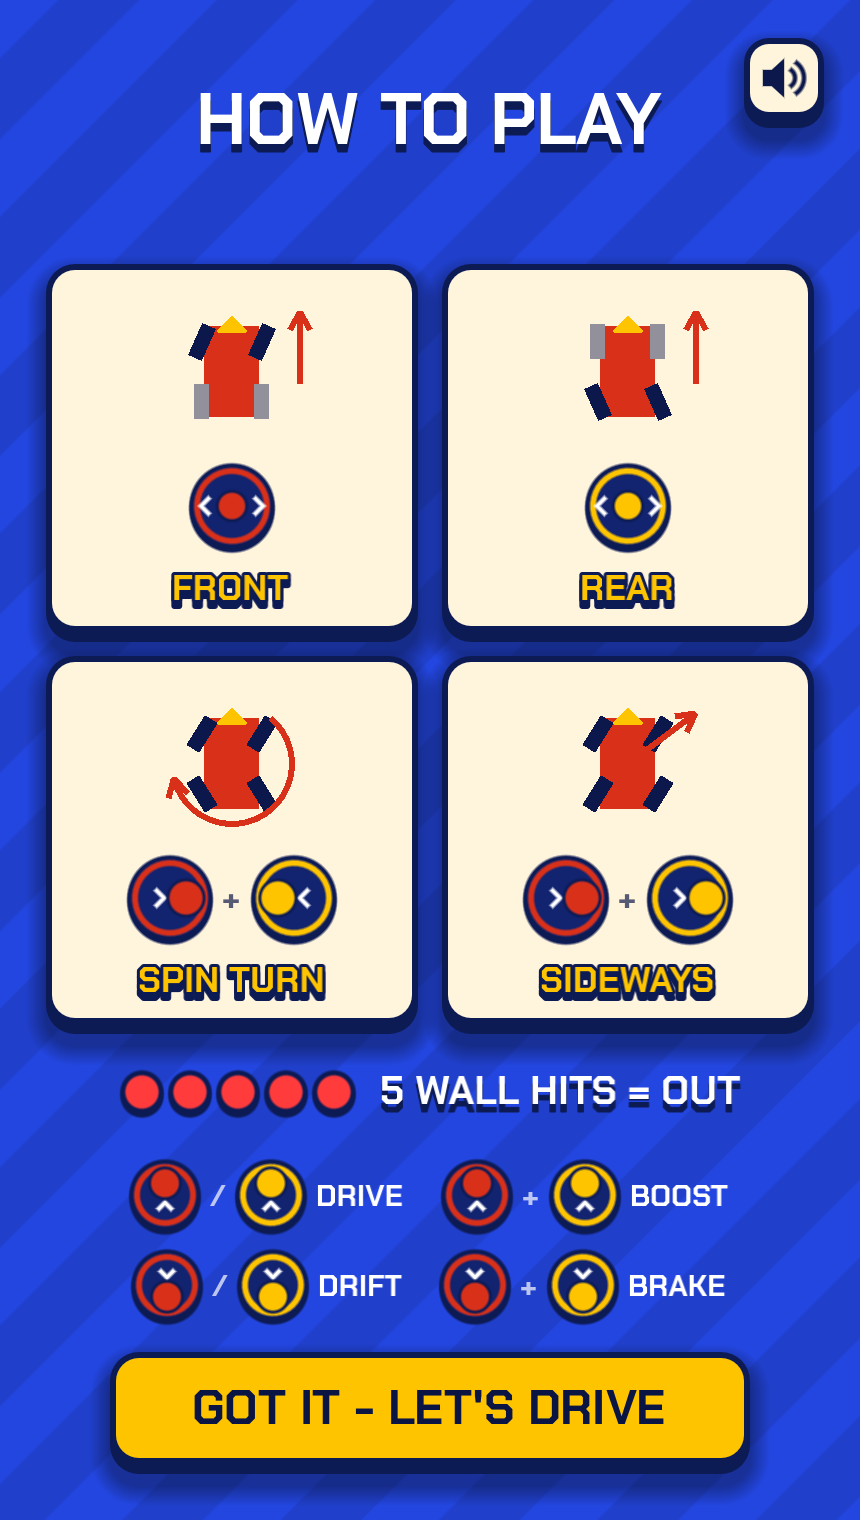 HOW TO PLAY
FRONT
REAR
+
+
SPIN TURN
SIDEWAYS
5 WALL HITS = OUT
/ DRIVE + BOOST
/ DRIFT + BRAKE
GOT IT - LET'S DRIVE